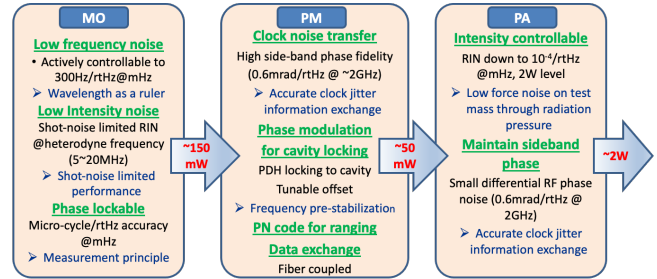 MO
Low frequency noise
• Actively controllable to
300Hz/rtHz@mHz
➢ Wavelength as a ruler
Low Intensity noise
Shot-noise limited RIN
@heterodyne frequency
(5~20MHz)
➢ Shot-noise limited
performance
Phase lockable
Micro-cycle/rtHz accuracy
@mHz
➢ Measurement principle
~150
mW
PM
Clock noise transfer
High side-band phase fidelity
(0.6mrad/rtHz @ ~2GHz)
➢ Accurate clock jitter
information exchange
Phase modulation
for cavity locking
PDH locking to cavity
Tunable offset
➢ Frequency pre-stabilization
PN code for ranging
Data exchange
Fiber coupled
~50
mW
PA
Intensity controllable
RIN down to 10⁻⁴/rtHz
@mHz, 2W level
➢ Low force noise on test
mass through radiation
pressure
Maintain sideband
phase
Small differential RF phase
noise (0.6mrad/rtHz @
2GHz)
➢ Accurate clock jitter
information exchange
~2W